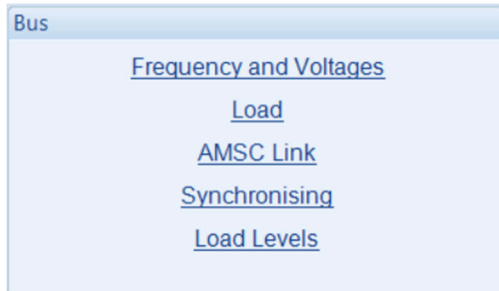 Bus
Frequency and Voltages
Load
AMSC Link
Synchronising
Load Levels